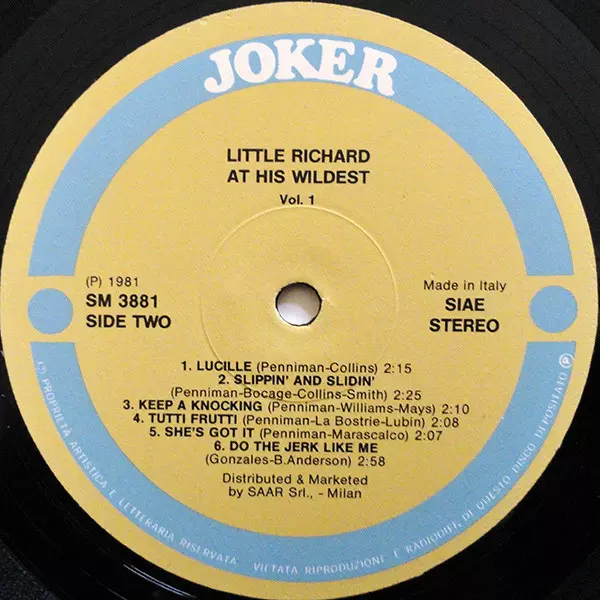 JOKER
LITTLE RICHARD
AT HIS WILDEST
Vol. 1
(P) 1981
SM 3881
SIDE TWO
Made in Italy
SIAE
STEREO
1. LUCILLE (Penniman-Collins) 2:15
2. SLIPPIN' AND SLIDIN'
(Penniman-Bocage-Collins-Smith) 2:25
3. KEEP A KNOCKING (Penniman-Williams-Mays) 2:10
4. TUTTI FRUTTI (Penniman-La Bostrie-Lubin) 2:08
5. SHE'S GOT IT (Penniman-Marascalco) 2:07
6. DO THE JERK LIKE ME
(Gonzales-B.Anderson) 2:58
Distributed & Marketed
by SAAR Srl., - Milan
(C) PROPRIETÀ ARTISTICA E LETTERARIA RISERVATA VIETATA RIPRODUZIONE E RADIODIFF. DI QUESTO DISCO DEPOSITATO